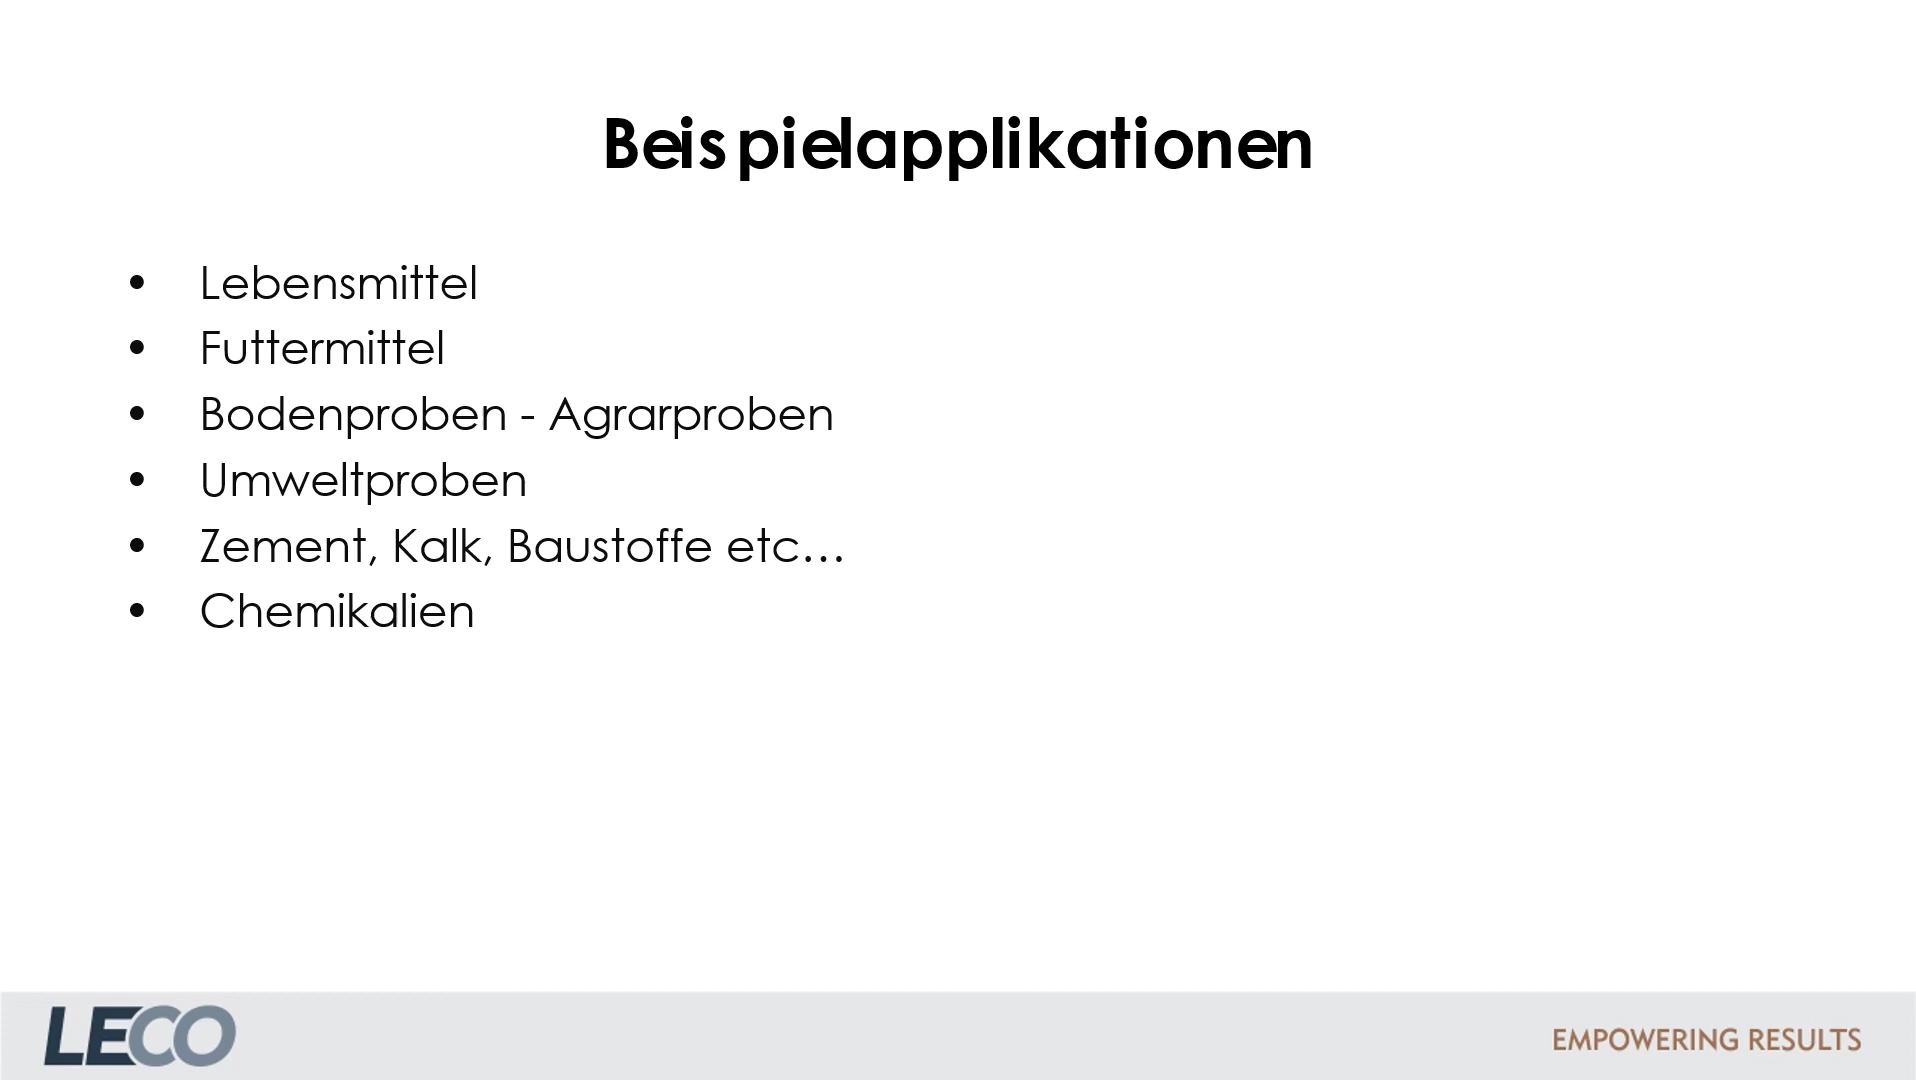 Beispielapplikationen
• Lebensmittel
• Futtermittel
• Bodenproben - Agrarproben
• Umweltproben
• Zement, Kalk, Baustoffe etc…
• Chemikalien
LECO
EMPOWERING RESULTS